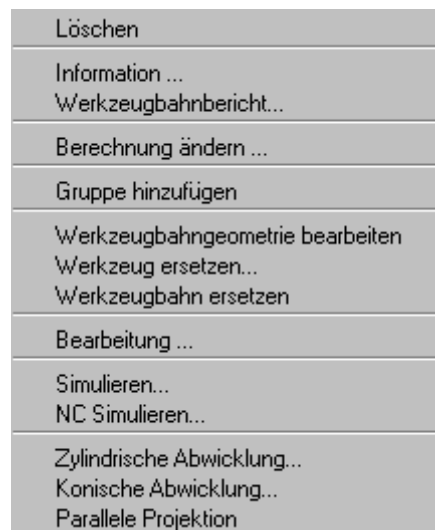 Löschen
Information ...
Werkzeugbahnbericht...
Berechnung ändern ...
Gruppe hinzufügen
Werkzeugbahngeometrie bearbeiten
Werkzeug ersetzen...
Werkzeugbahn ersetzen
Bearbeitung ...
Simulieren...
NC Simulieren...
Zylindrische Abwicklung...
Konische Abwicklung...
Parallele Projektion